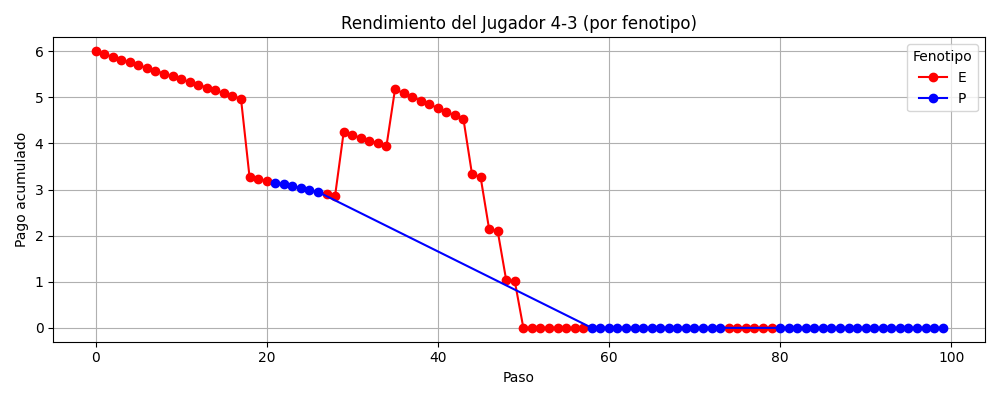 Rendimiento del Jugador 4-3 (por fenotipo)
Fenotipo
E
P
Pago acumulado
6
5
4
3
2
1
0
0 20 40 60 80 100
Paso